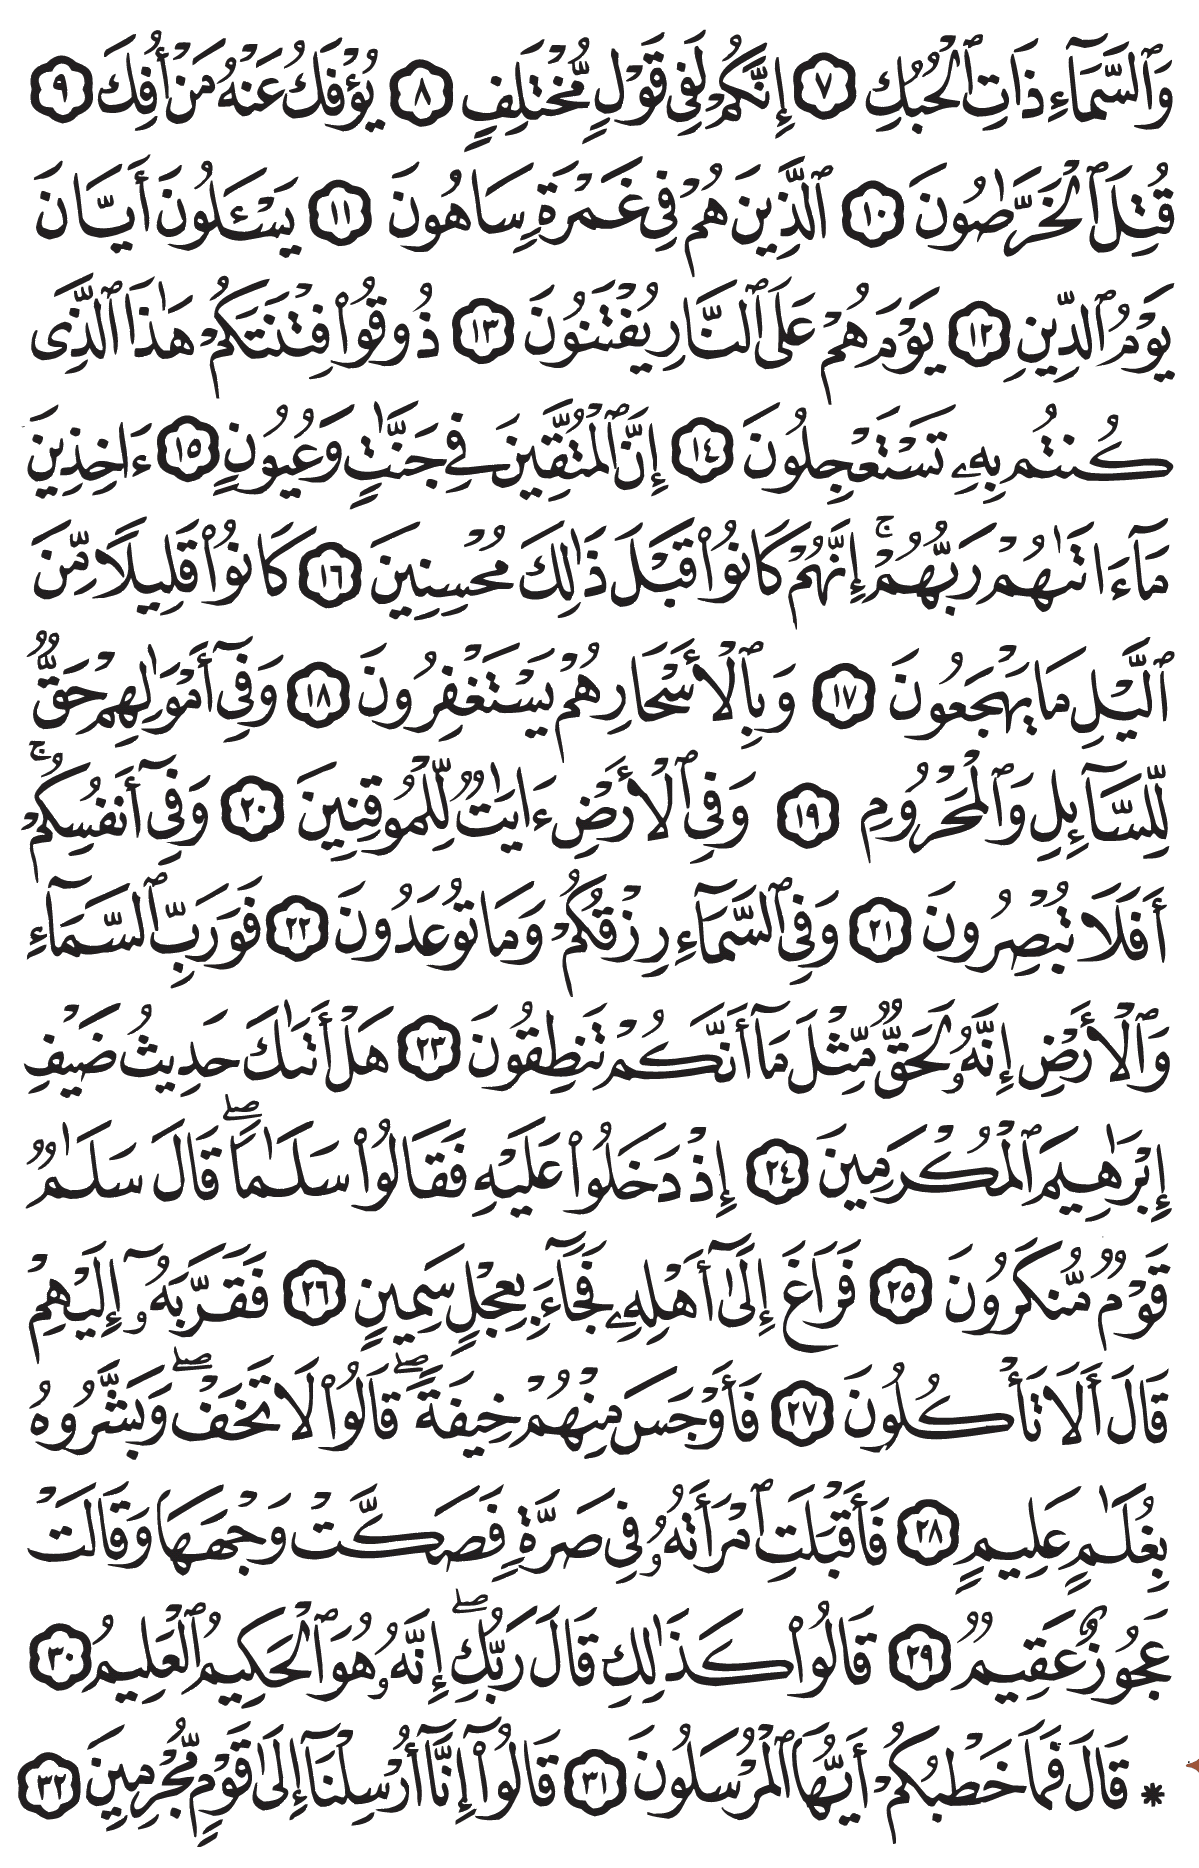 وَٱلسَّمَآءِ ذَاتِ ٱلْحُبُكِ ٧ إِنَّكُمْ لَفِى قَوْلٍ مُّخْتَلِفٍ ٨ يُؤْفَكُ عَنْهُ مَنْ أُفِكَ ٩
قُتِلَ ٱلْخَرَّٰصُونَ ١٠ ٱلَّذِينَ هُمْ فِى غَمْرَةٍ سَاهُونَ ١١ يَسْـَٔلُونَ أَيَّانَ
يَوْمُ ٱلدِّينِ ١٢ يَوْمَ هُمْ عَلَى ٱلنَّارِ يُفْتَنُونَ ١٣ ذُوقُوا۟ فِتْنَتَكُمْ هَٰذَا ٱلَّذِى
كُنتُم بِهِۦ تَسْتَعْجِلُونَ ١٤ إِنَّ ٱلْمُتَّقِينَ فِى جَنَّٰتٍ وَعُيُونٍ ١٥ ءَاخِذِينَ
مَآ ءَاتَىٰهُمْ رَبُّهُمْ ۚ إِنَّهُمْ كَانُوا۟ قَبْلَ ذَٰلِكَ مُحْسِنِينَ ١٦ كَانُوا۟ قَلِيلًا مِّنَ
ٱلَّيْلِ مَا يَهْجَعُونَ ١٧ وَبِٱلْأَسْحَارِ هُمْ يَسْتَغْفِرُونَ ١٨ وَفِىٓ أَمْوَٰلِهِمْ حَقٌّ
لِّلسَّآئِلِ وَٱلْمَحْرُومِ ١٩ وَفِى ٱلْأَرْضِ ءَايَٰتٌ لِّلْمُوقِنِينَ ٢٠ وَفِىٓ أَنفُسِكُمْ ۚ
أَفَلَا تُبْصِرُونَ ٢١ وَفِى ٱلسَّمَآءِ رِزْقُكُمْ وَمَا تُوعَدُونَ ٢٢ فَوَرَبِّ ٱلسَّمَآءِ
وَٱلْأَرْضِ إِنَّهُۥ لَحَقٌّ مِّثْلَ مَآ أَنَّكُمْ تَنطِقُونَ ٢٣ هَلْ أَتَىٰكَ حَدِيثُ ضَيْفِ
إِبْرَٰهِيمَ ٱلْمُكْرَمِينَ ٢٤ إِذْ دَخَلُوا۟ عَلَيْهِ فَقَالُوا۟ سَلَٰمًا ۖ قَالَ سَلَٰمٌ
قَوْمٌ مُّنكَرُونَ ٢٥ فَرَاغَ إِلَىٰٓ أَهْلِهِۦ فَجَآءَ بِعِجْلٍ سَمِينٍ ٢٦ فَقَرَّبَهُۥٓ إِلَيْهِمْ
قَالَ أَلَا تَأْكُلُونَ ٢٧ فَأَوْجَسَ مِنْهُمْ خِيفَةً ۖ قَالُوا۟ لَا تَخَفْ ۖ وَبَشَّرُوهُ
بِغُلَٰمٍ عَلِيمٍ ٢٨ فَأَقْبَلَتِ ٱمْرَأَتُهُۥ فِى صَرَّةٍ فَصَكَّتْ وَجْهَهَا وَقَالَتْ
عَجُوزٌ عَقِيمٌ ٢٩ قَالُوا۟ كَذَٰلِكِ قَالَ رَبُّكِ ۖ إِنَّهُۥ هُوَ ٱلْحَكِيمُ ٱلْعَلِيمُ ٣٠
* قَالَ فَمَا خَطْبُكُمْ أَيُّهَا ٱلْمُرْسَلُونَ ٣١ قَالُوٓا۟ إِنَّآ أُرْسِلْنَآ إِلَىٰ قَوْمٍ مُّجْرِمِينَ ٣٢